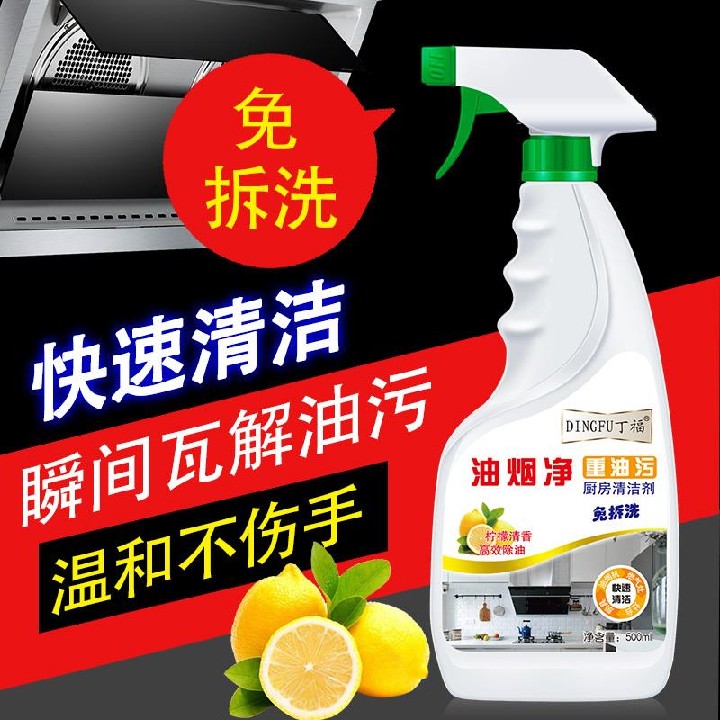 免
拆洗
快速清洁
瞬间瓦解油污
温和不伤手
DINGFU丁福®
油烟净
重油污
厨房清洁剂
免拆洗
柠檬清香
高效除油
快速
清洁
净含量：500ml